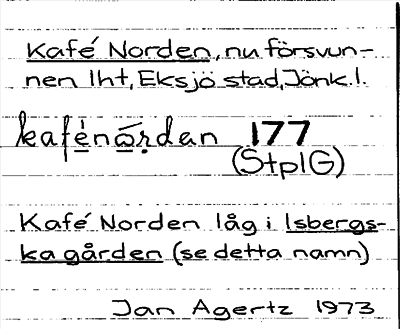 Kafé Norden, nu försvun-
nen lht, Eksjö stad, Jönk.l.
kafènōṛdan 177
(StplG)
Kafé Norden låg i Isbergs-
ka gården (se detta namn)
Jan Agertz 1973